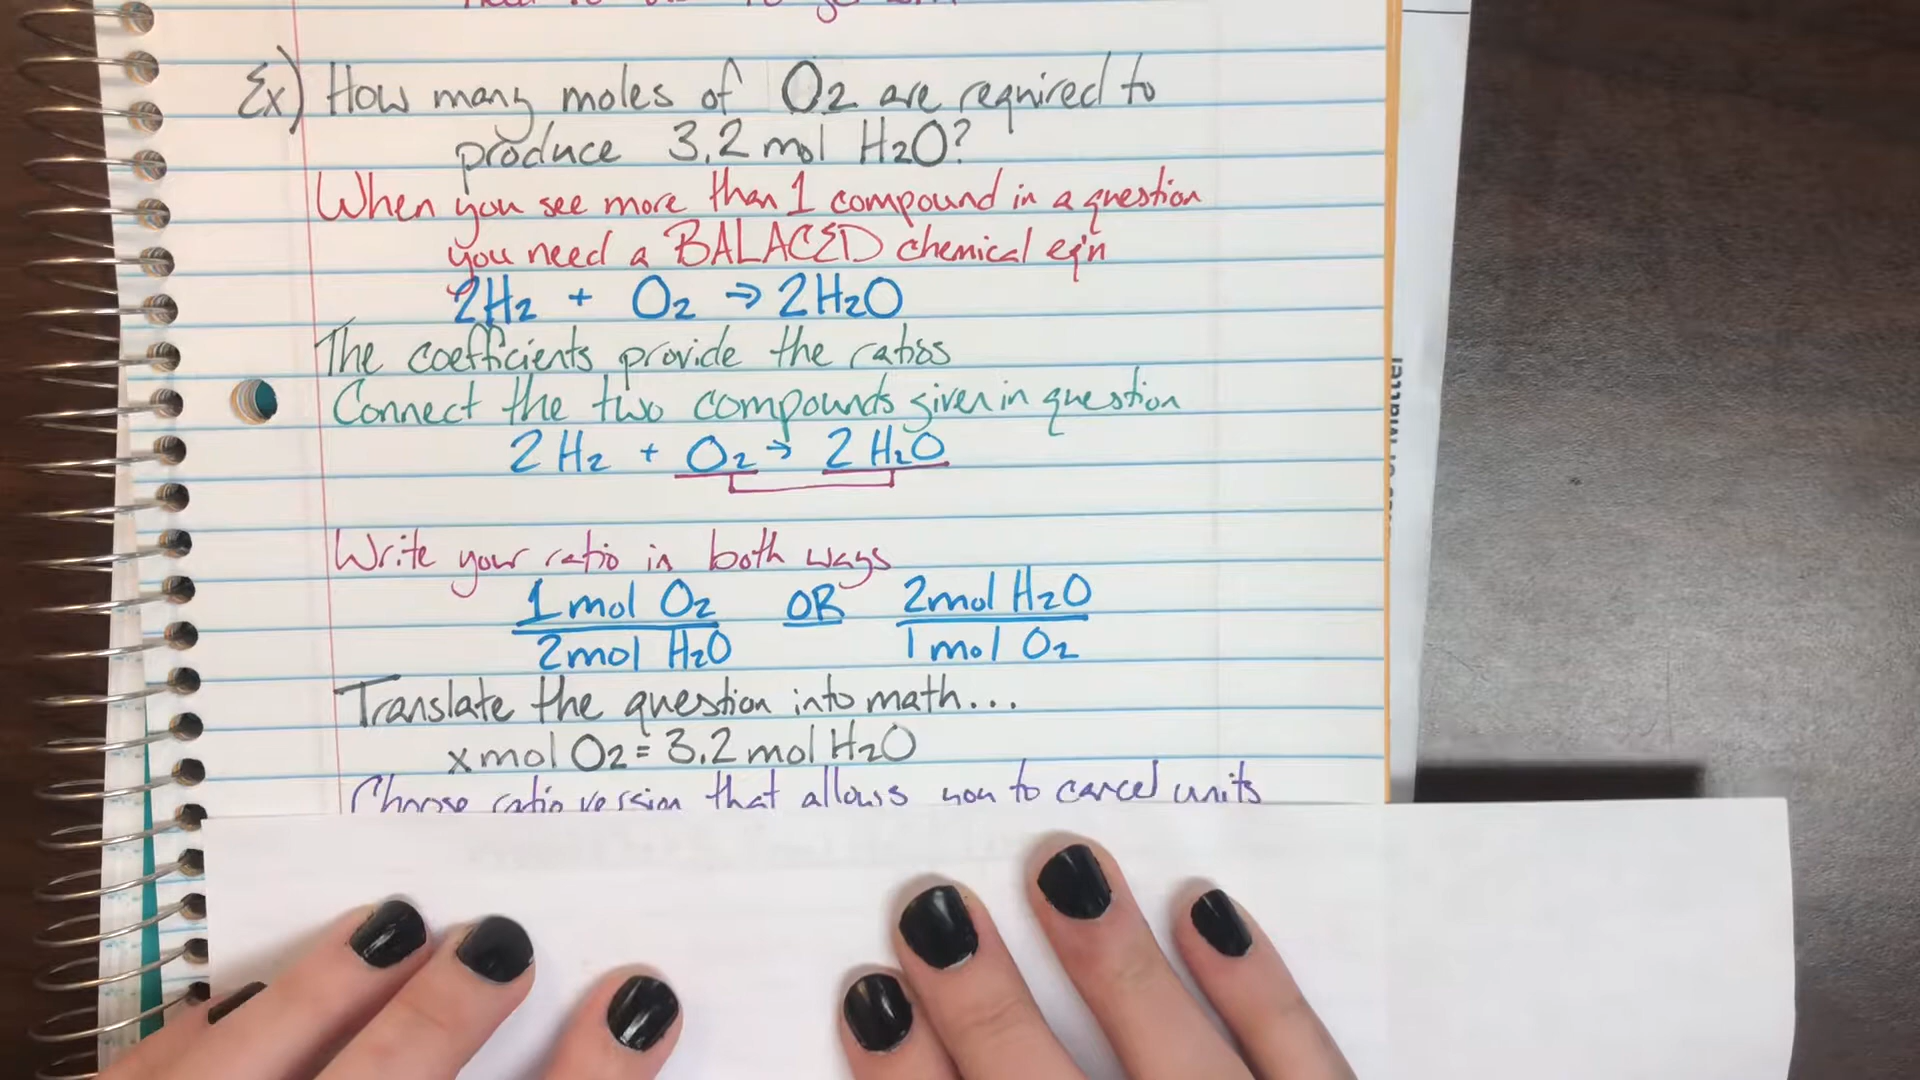 Ex) How many moles of O2 are required to
produce 3.2 mol H2O?
When you see more than 1 compound in a question
you need a BALACED chemical eq'n
2H2 + O2 → 2H2O
The coefficients provide the ratios
Connect the two compounds given in question
2 H2 + O2 → 2 H2O
Write your ratio in both ways
1 mol O2 OR 2mol H2O
2mol H2O 1 mol O2
Translate the question into math...
x mol O2 = 3.2 mol H2O
Choose ratio version that allows you to cancel units
of Matter